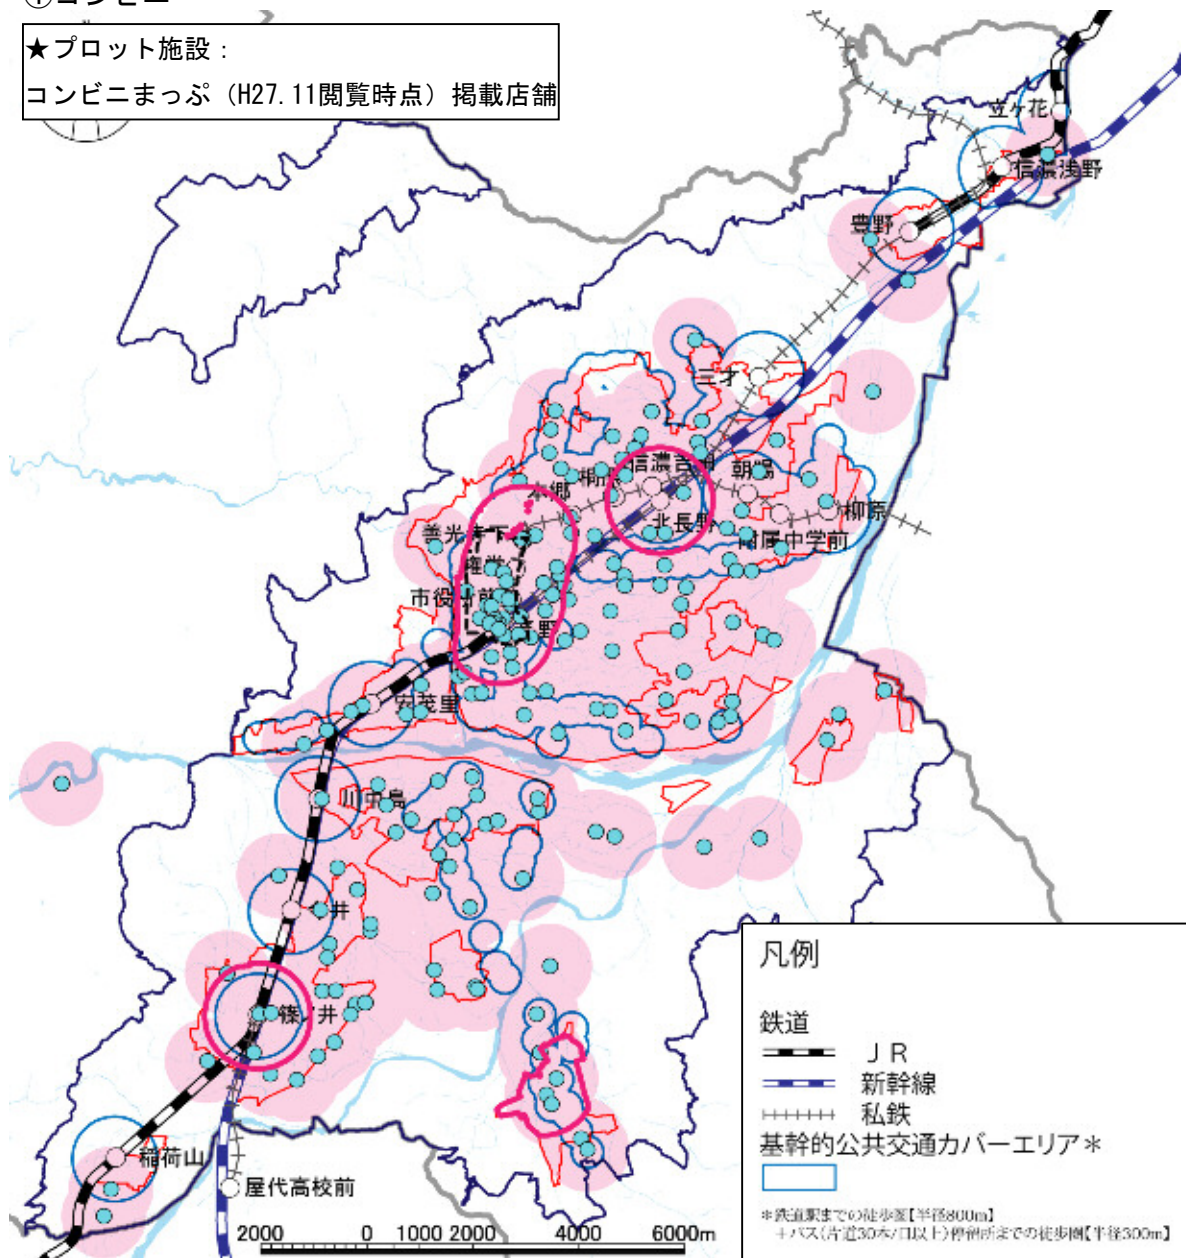 ①コンビニ
★プロット施設：
コンビニまっぷ（H27.11閲覧時点）掲載店舗
立ケ花
信濃浅野
豊野
三才
信濃吉田
朝陽
本郷
柳原
北長野
附属中学前
善光寺下
権堂
市役所前
長野
安茂里
川中島
今井
篠ノ井
稲荷山
屋代高校前
2000 0 1000 2000 4000 6000m
凡例
鉄道
ＪＲ
新幹線
私鉄
基幹的公共交通カバーエリア＊
＊鉄道駅までの徒歩圏【半径800m】
＋バス（片道30本/日以上）停留所までの徒歩圏【半径300m】